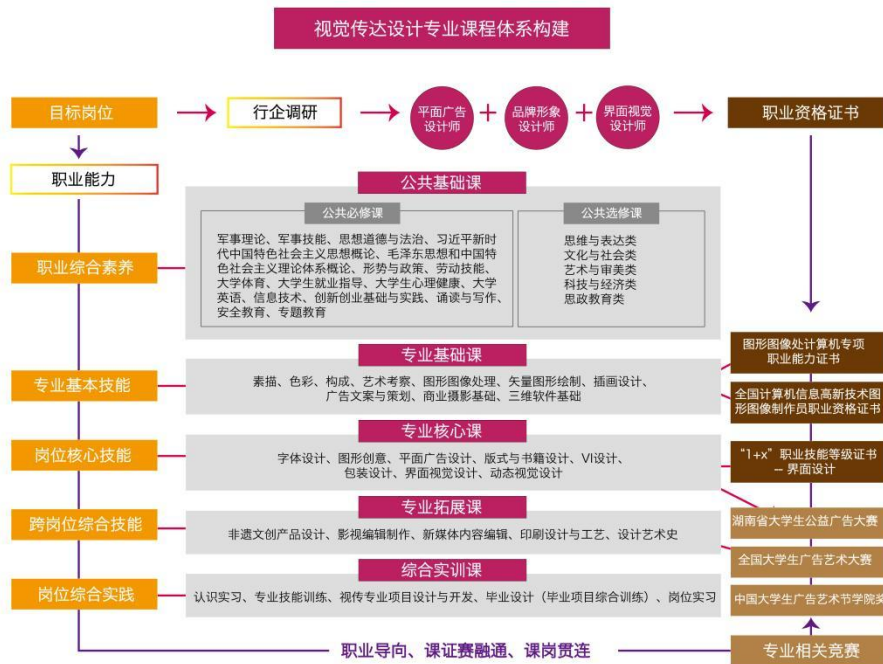 视觉传达设计专业课程体系构建
目标岗位
行企调研
平面广告
设计师
品牌形象
设计师
界面视觉
设计师
职业资格证书
职业能力
公共基础课
公共必修课
军事理论、军事技能、思想道德与法治、习近平新时
代中国特色社会主义思想概论、毛泽东思想和中国特
色社会主义理论体系概论、形势与政策、劳动技能、
大学体育、大学生就业指导、大学生心理健康、大学
英语、信息技术、创新创业基础与实践、诵读与写作、
安全教育、专题教育
公共选修课
思维与表达类
文化与社会类
艺术与审美类
科技与经济类
思政教育类
职业综合素养
专业基础课
素描、色彩、构成、艺术考察、图形图像处理、矢量图形绘制、插画设计、
广告文案与策划、商业摄影基础、三维软件基础
专业基本技能
图形图像处计算机专项
职业能力证书
全国计算机信息高新技术图
形图像制作员职业资格证书
专业核心课
字体设计、图形创意、平面广告设计、版式与书籍设计、VI设计、
包装设计、界面视觉设计、动态视觉设计
岗位核心技能
“1+x”职业技能等级证书
-- 界面设计
专业拓展课
非遗文创产品设计、影视编辑制作、新媒体内容编辑、印刷设计与工艺、设计艺术史
跨岗位综合技能
湖南省大学生公益广告大赛
全国大学生广告艺术大赛
综合实训课
认识实习、专业技能训练、视传专业项目设计与开发、毕业设计（毕业项目综合训练）、岗位实习
岗位综合实践
中国大学生广告艺术节学院奖
职业导向、课证赛融通、课岗贯连
专业相关竞赛